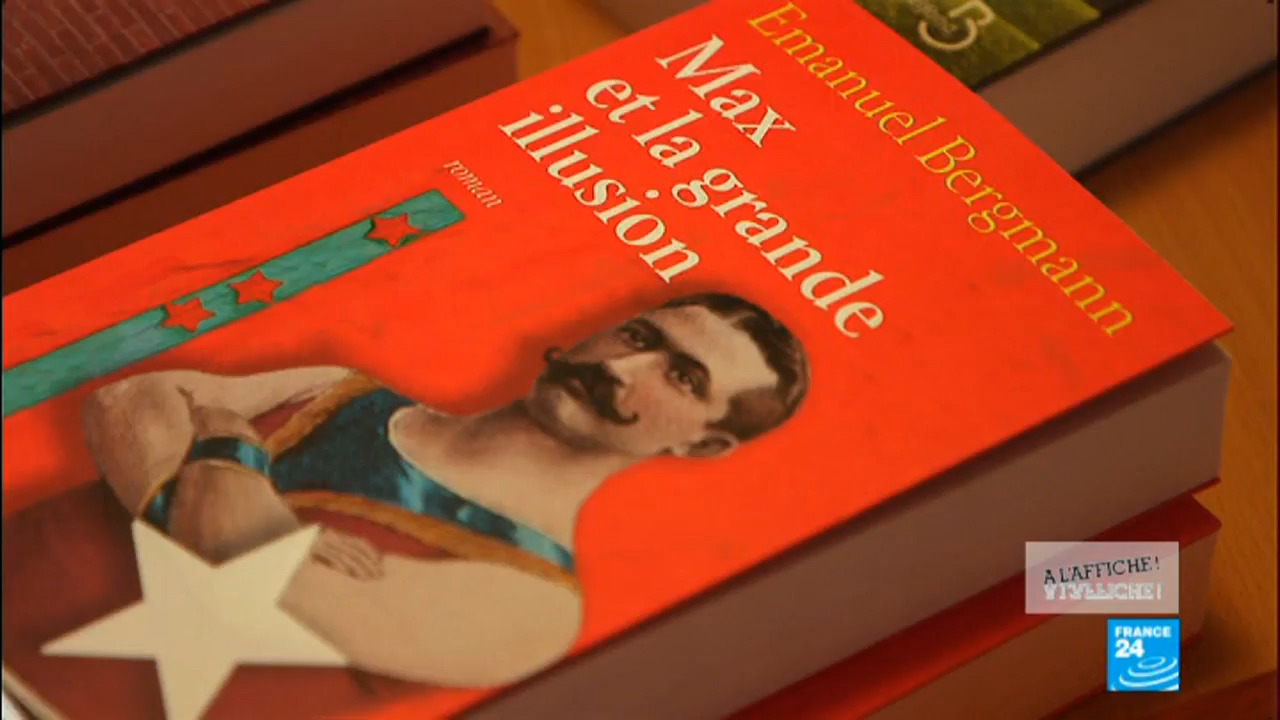 Emanuel Bergmann
Max
et la grande
illusion
roman
A L'AFFICHE!
FRANCE
24